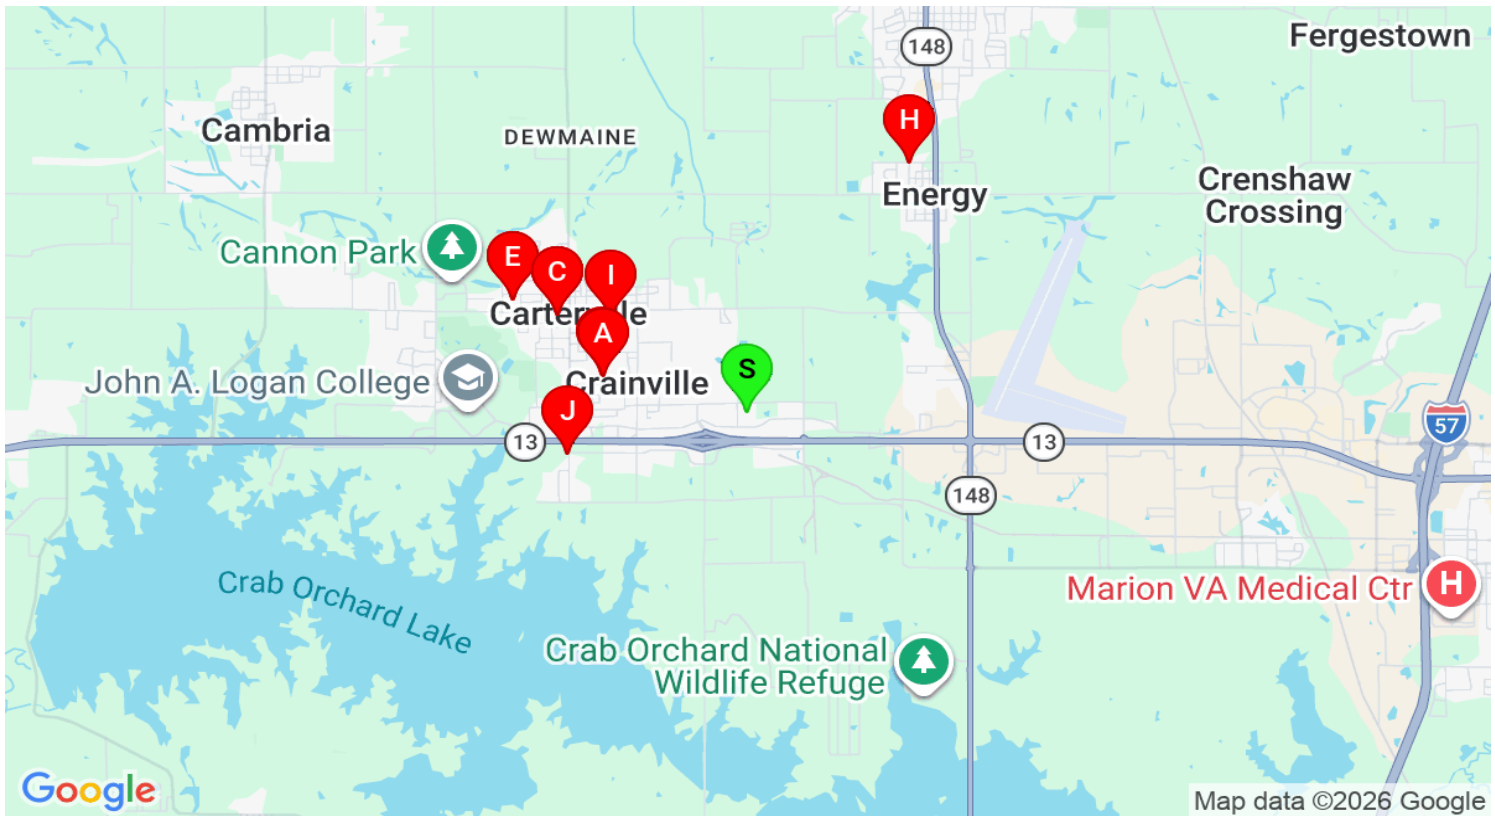 148
Fergestown
Cambria
DEWMAINE
H
Energy
Crenshaw
Crossing
Cannon Park
E
C
I
Carterville
A
S
John A. Logan College
Crainville
J
13
13
57
148
Marion VA Medical Ctr
H
Crab Orchard Lake
Crab Orchard National
Wildlife Refuge
Google
Map data ©2026 Google